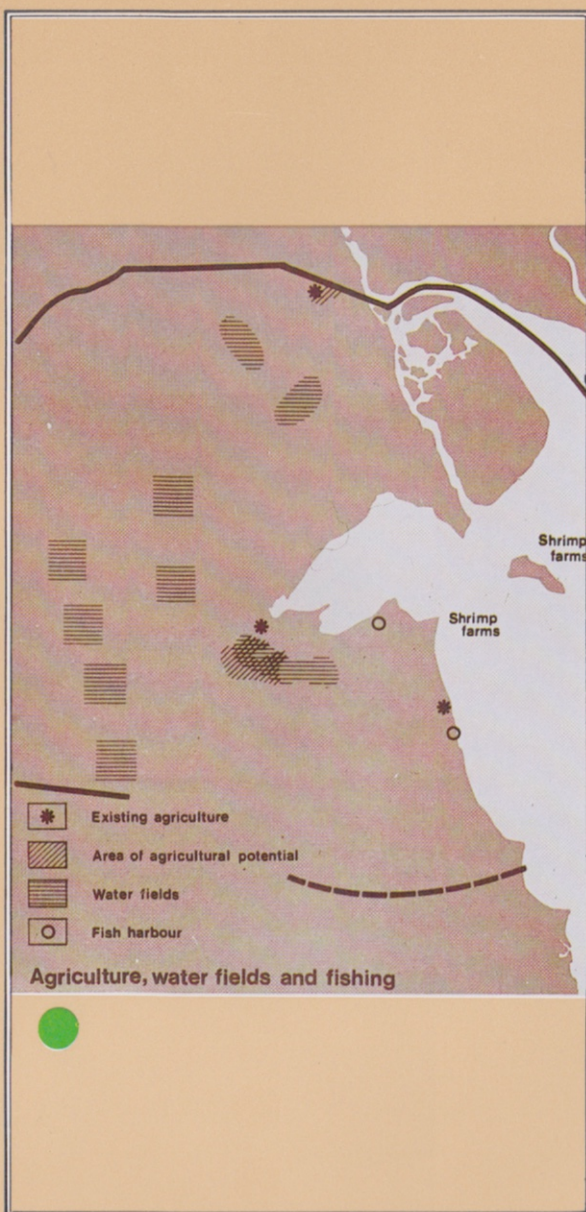 Shrimp
farms
Shrimp
farms
Existing agriculture
Area of agricultural potential
Water fields
Fish harbour
Agriculture, water fields and fishing